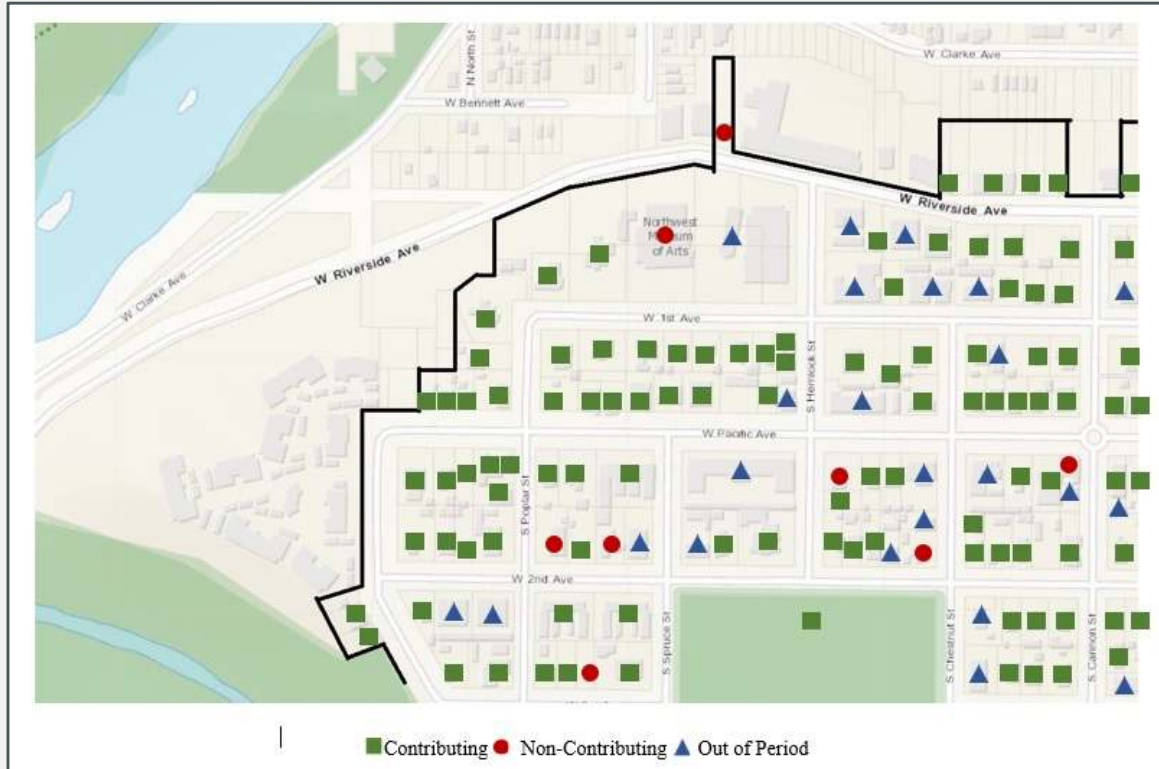 W. Clarke Ave
N North St
W. Bennett Ave
W. Riverside Ave
Northwest
Museum
of Arts
W. Riverside Ave
W. Clarke Ave
W. 1st Ave
S Hemlock St
W. Pacific Ave
S Poplar St
W. 2nd Ave
S Spruce St
S Chestnut St
S Cannon St
Contributing Non-Contributing Out of Period